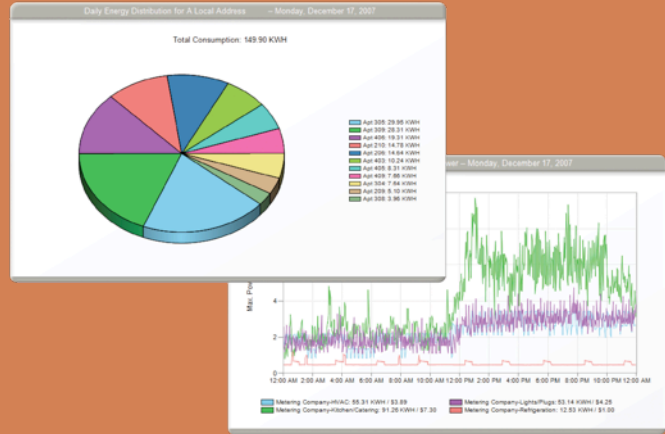 Daily Energy Distribution for A Local Address – Monday, December 17, 2007
Total Consumption: 149.90 KWH
Apt 305: 29.95 KWH
Apt 309: 28.31 KWH
Apt 406: 19.31 KWH
Apt 210: 14.78 KWH
Apt 206: 14.64 KWH
Apt 403: 10.24 KWH
Apt 405: 8.31 KWH
Apt 409: 7.86 KWH
Apt 304: 7.64 KWH
Apt 209: 5.10 KWH
Apt 308: 3.96 KWH
– Monday, December 17, 2007
Max.
4
2
0
12:00 AM 2:00 AM 4:00 AM 6:00 AM 8:00 AM 10:00 AM 12:00 PM 2:00 PM 4:00 PM 6:00 PM 8:00 PM 10:00 PM 12:00 AM
Metering Company-HVAC: 55.31 KWH / $3.89 Metering Company-Lights/Plugs: 53.14 KWH / $4.25
Metering Company-Kitchen/Catering: 91.26 KWH / $7.30 Metering Company-Refrigeration: 12.53 KWH / $1.00